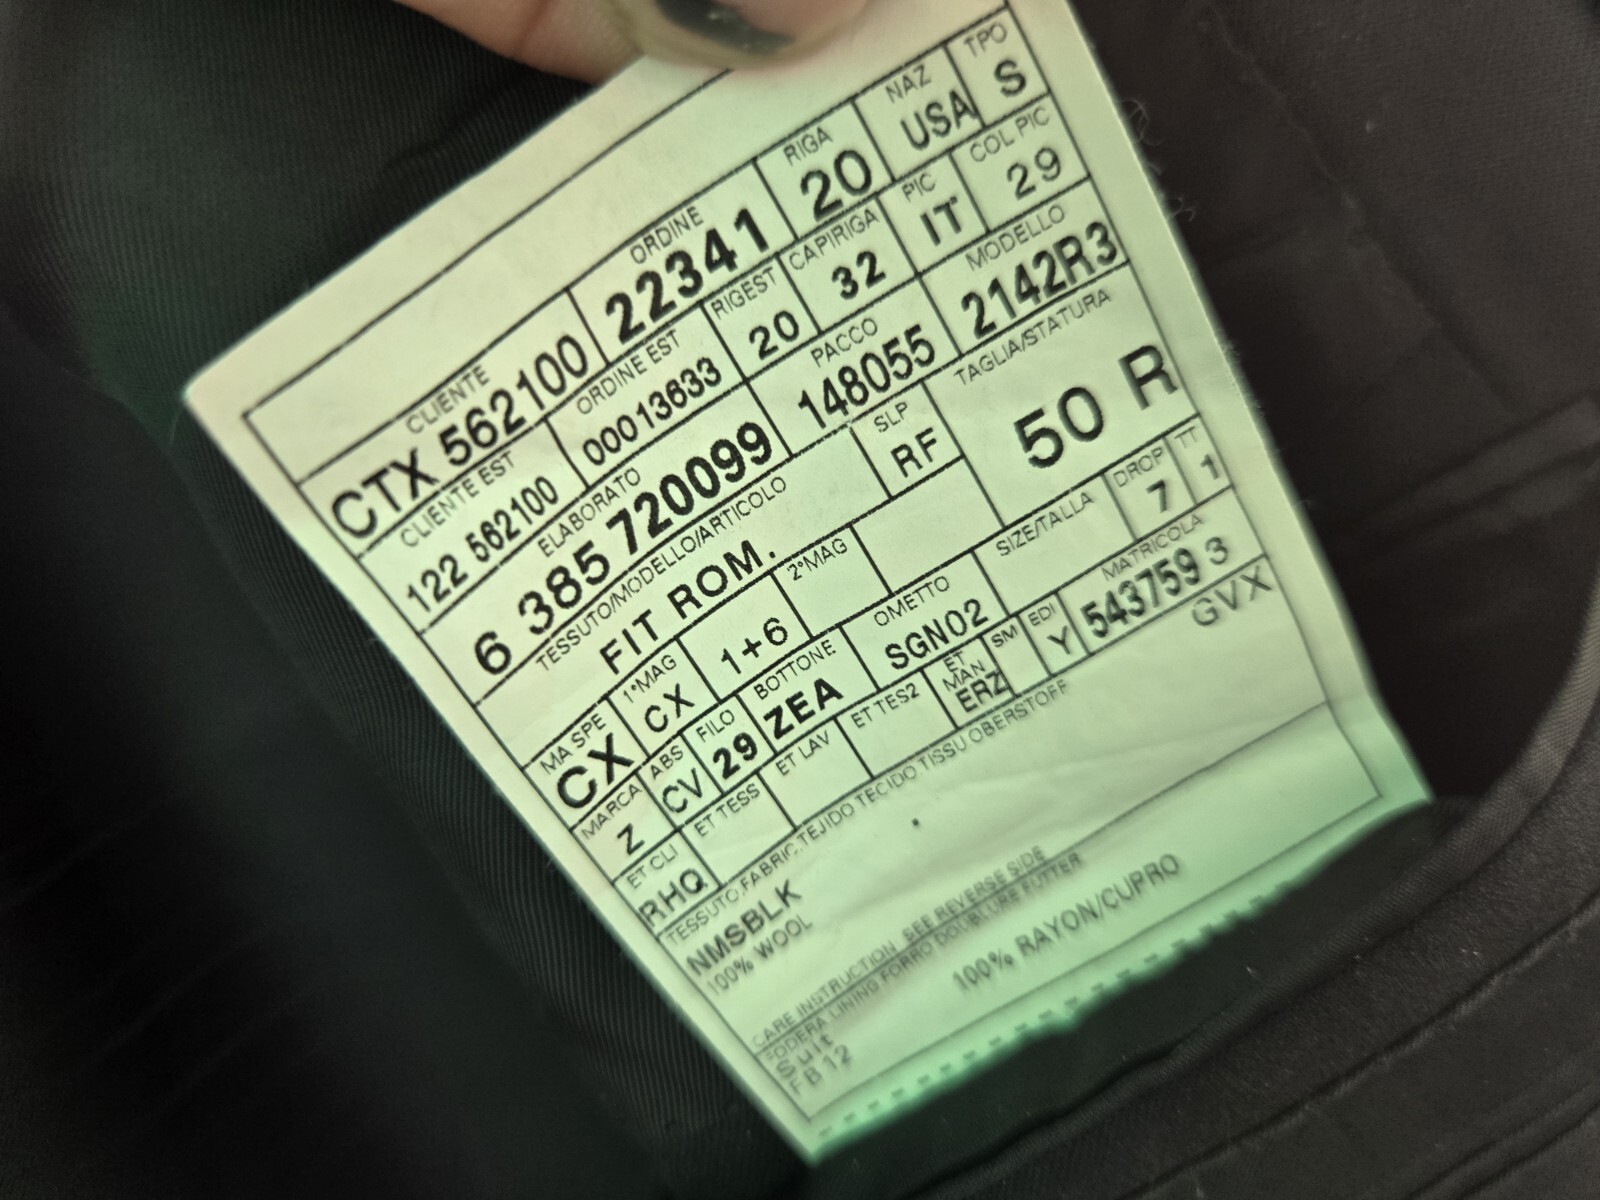 CLIENTE ORDINE RIGA NAZ TPO
CTX 562100 22341 20 USA S
CLIENTE EST ORDINE EST RIGEST CAPIRIGA PIC COL PIC
122 562100 00013633 20 32 IT 29
ELABORATO PACCO MODELLO
6 385 720099 148055 2142R3
TESSUTO/MODELLO/ARTICOLO SLP TAGLIA/STATURA
FIT ROM. RF 50 R
MA SPE 1°MAG 2°MAG SIZE/TALLA DROP TT
CX CX 1+6 7 1
MARCA ABS FILO BOTTONE OMETTO SM EDI MATRICOLA
Z CV 29 ZEA SGN02 Y 543759 3
ET CLI ET TESS ET LAV ET TES2 ET MAN GVX
RHQ ERZ
TESSUTO.FABRIC.TEJIDO TECIDO TISSU OBERSTOFF
NMSBLK
100% WOOL
CARE INSTRUCTION SEE REVERSE SIDE
FODERA LINING FORRO DOUBLURE FUTTER
Suit 100% RAYON/CUPRO
FB 12